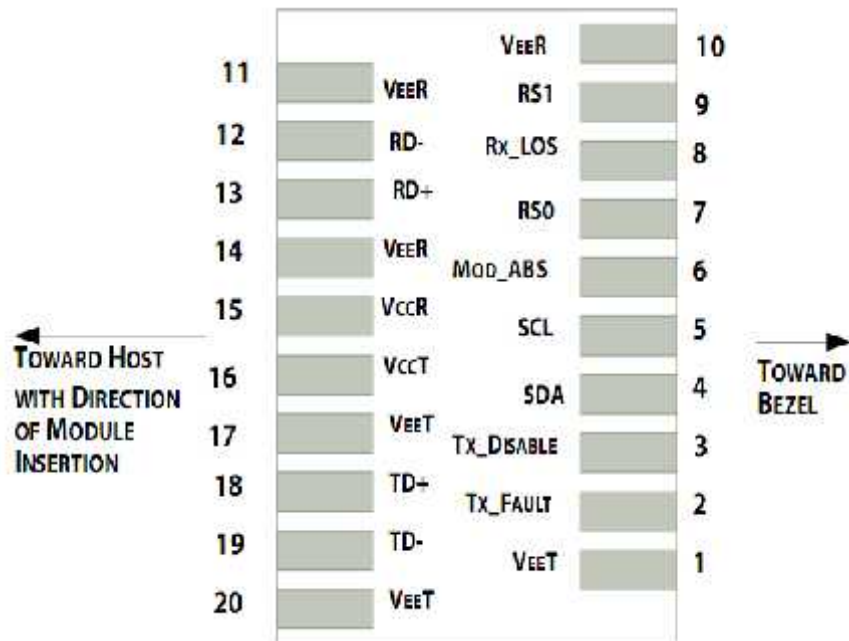 VEER 10
11 VEER
RS1 9
12 RD-
Rx_LOS 8
13 RD+
RS0 7
14 VEER
MOD_ABS 6
15 VCCR
SCL 5
TOWARD HOST
WITH DIRECTION
OF MODULE
INSERTION
16 VCCT
TOWARD
BEZEL
SDA 4
17 VEET
TX_DISABLE 3
18 TD+
TX_FAULT 2
19 TD-
VEET 1
20 VEET